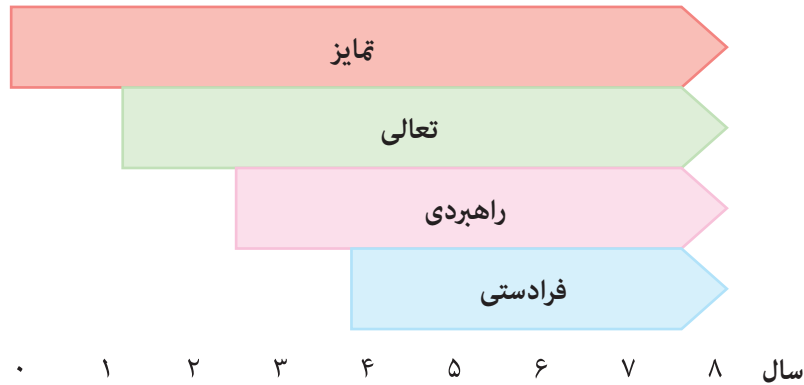 تمایز
تعالی
راهبردی
فرادستی
۰ ۱ ۲ ۳ ۴ ۵ ۶ ۷ ۸ سال